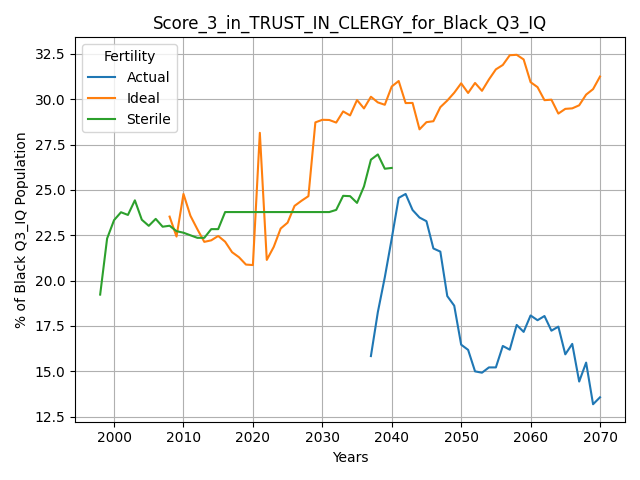 Score_3_in_TRUST_IN_CLERGY_for_Black_Q3_IQ
Fertility
Actual
Ideal
Sterile
% of Black Q3_IQ Population
32.5
30.0
27.5
25.0
22.5
20.0
17.5
15.0
12.5
2000 2010 2020 2030 2040 2050 2060 2070
Years